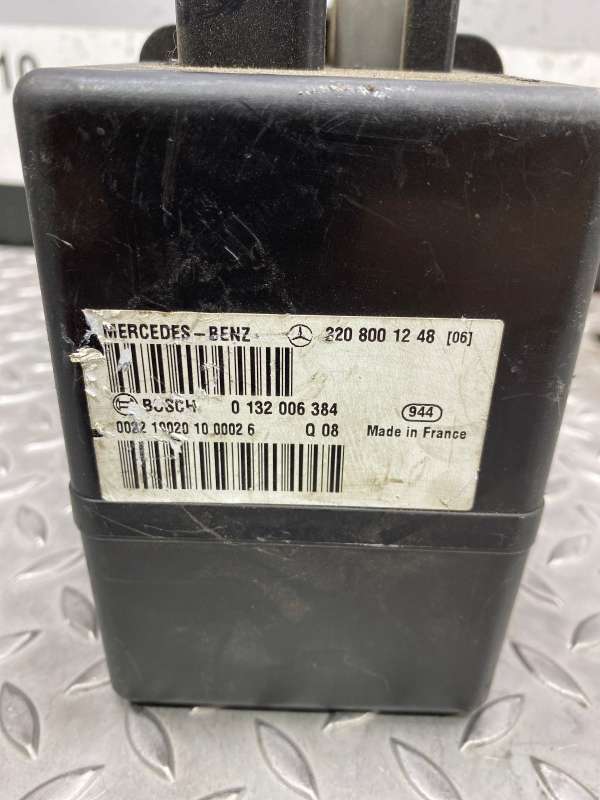 MERCEDES-BENZ 220 800 12 48 [06]
BOSCH 0 132 006 384 944
0022 19020 10 0002 6 Q 08 Made in France